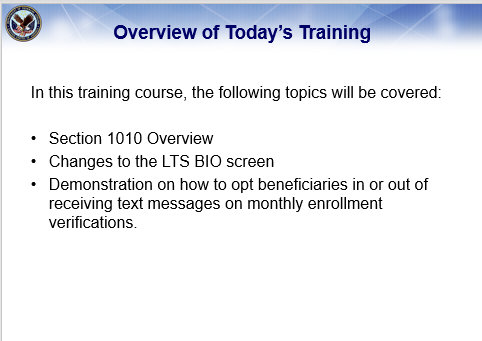 Overview of Today's Training
In this training course, the following topics will be covered:
• Section 1010 Overview
• Changes to the LTS BIO screen
• Demonstration on how to opt beneficiaries in or out of
receiving text messages on monthly enrollment
verifications.